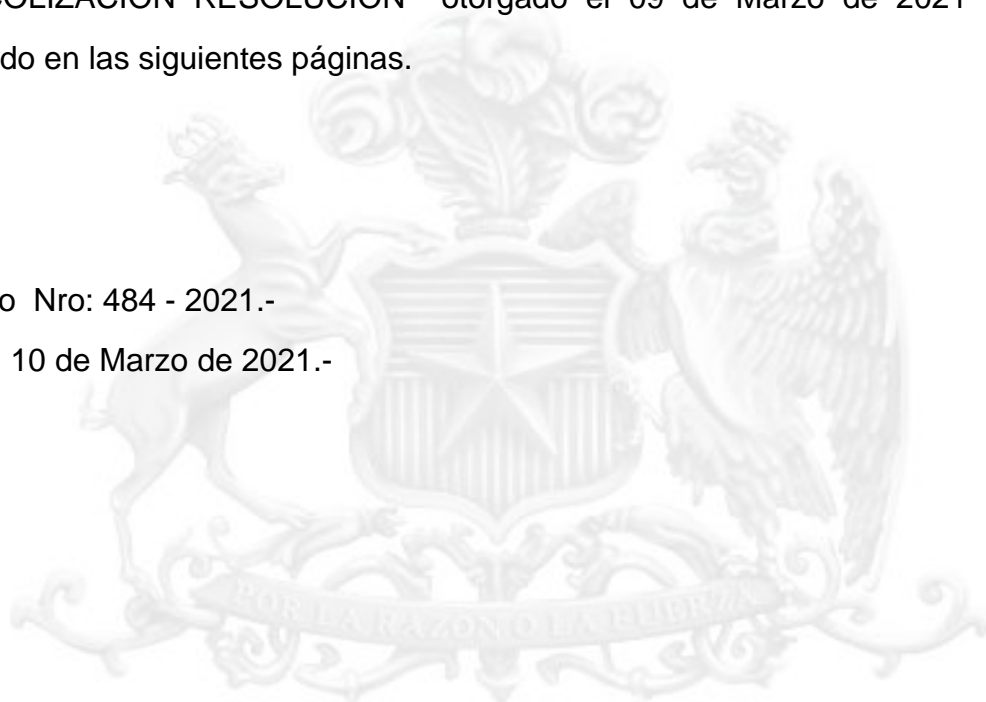 COLIZACION RESOLUCION otorgado el 09 de Marzo de 2021
do en las siguientes páginas.
o Nro: 484 - 2021.-
10 de Marzo de 2021.-
POR LA RAZON O LA FUERZA